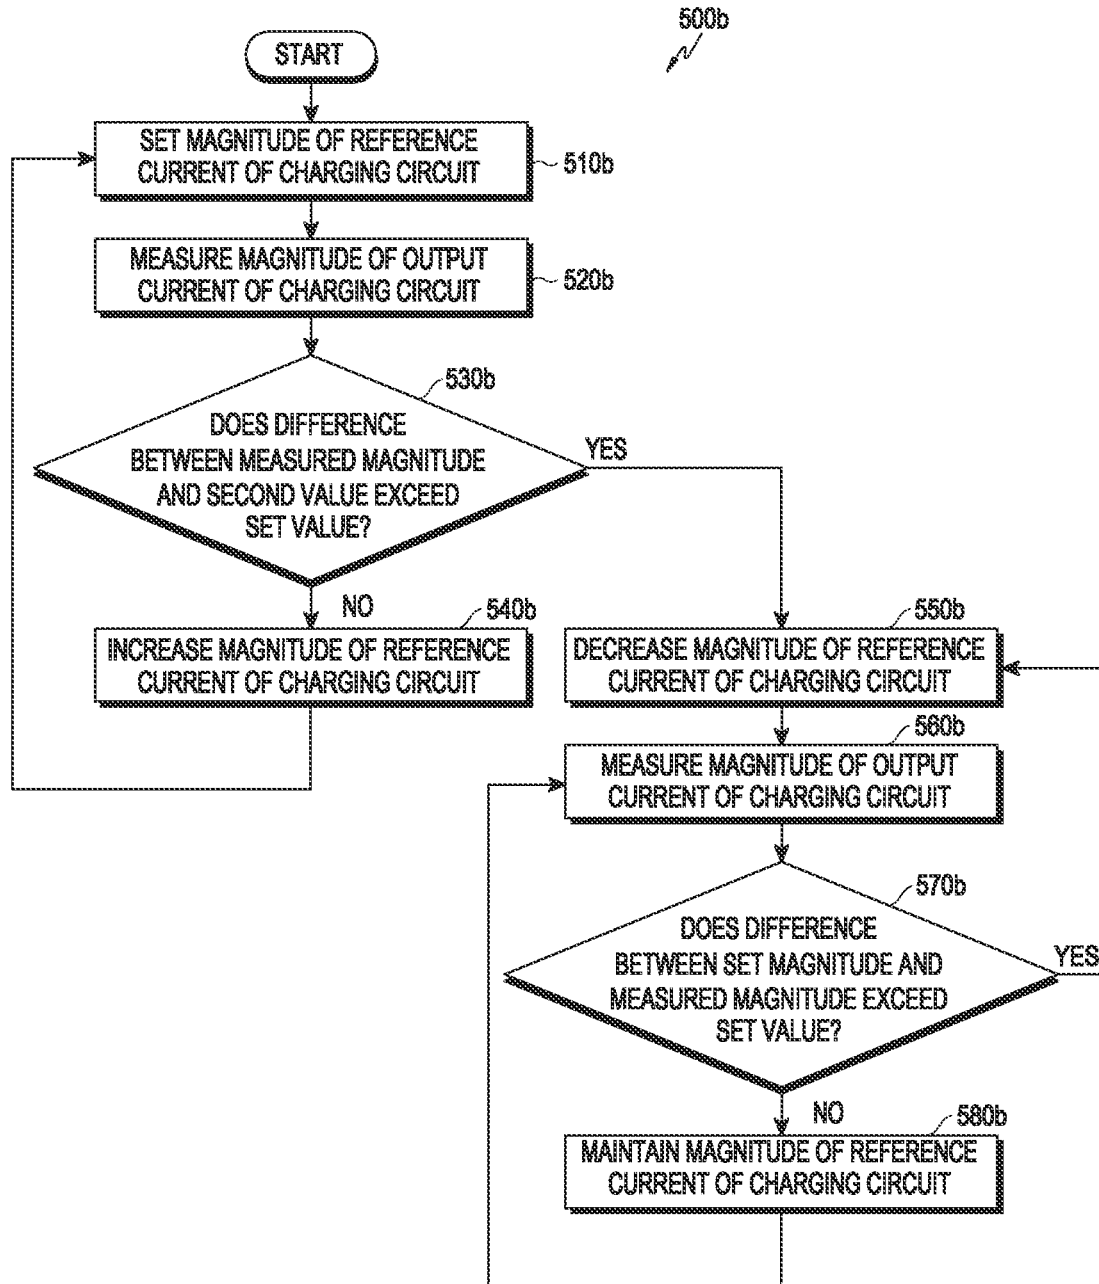 500b
START
SET MAGNITUDE OF REFERENCE
CURRENT OF CHARGING CIRCUIT
510b
MEASURE MAGNITUDE OF OUTPUT
CURRENT OF CHARGING CIRCUIT
520b
530b
DOES DIFFERENCE
BETWEEN MEASURED MAGNITUDE
AND SECOND VALUE EXCEED
SET VALUE?
YES
NO
540b
INCREASE MAGNITUDE OF REFERENCE
CURRENT OF CHARGING CIRCUIT
550b
DECREASE MAGNITUDE OF REFERENCE
CURRENT OF CHARGING CIRCUIT
560b
MEASURE MAGNITUDE OF OUTPUT
CURRENT OF CHARGING CIRCUIT
570b
DOES DIFFERENCE
BETWEEN SET MAGNITUDE AND
MEASURED MAGNITUDE EXCEED
SET VALUE?
YES
NO
580b
MAINTAIN MAGNITUDE OF REFERENCE
CURRENT OF CHARGING CIRCUIT